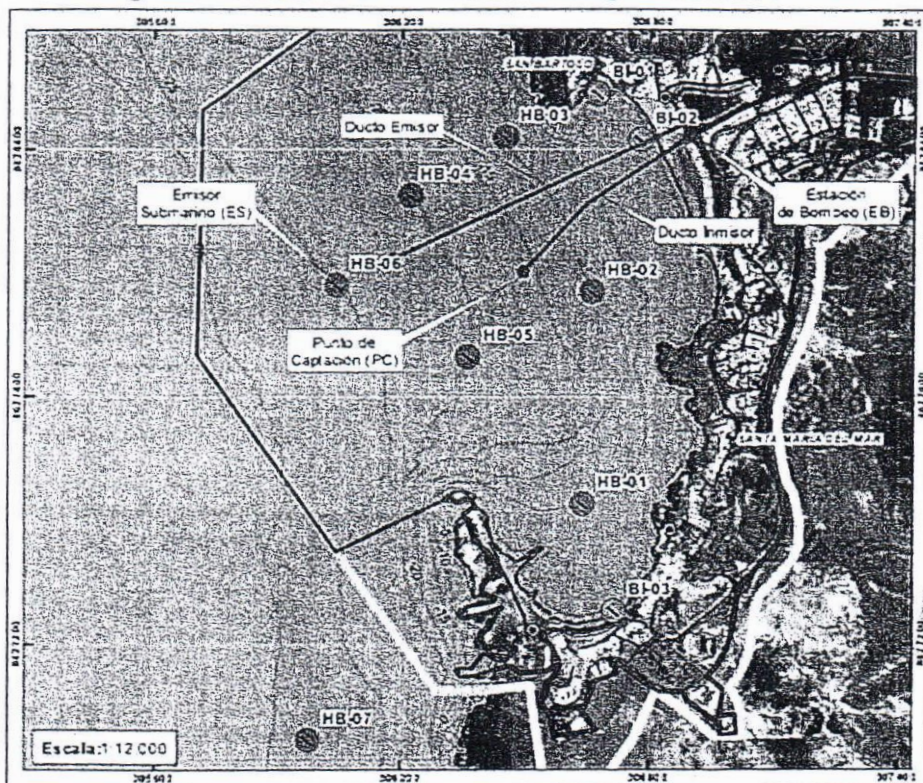 SAN BARTOLO
BI-01
Ducto Emisor
HB-03
BI-02
HB-04
Emisor
Submarino (ES)
Estación
de Bombeo (EB)
Ducto Inmisor
HB-06
HB-02
Punto de
Captación (PC)
HB-05
SANTA MARIA DEL MAR
HB-01
BI-03
HB-07
Escala:1 12 000